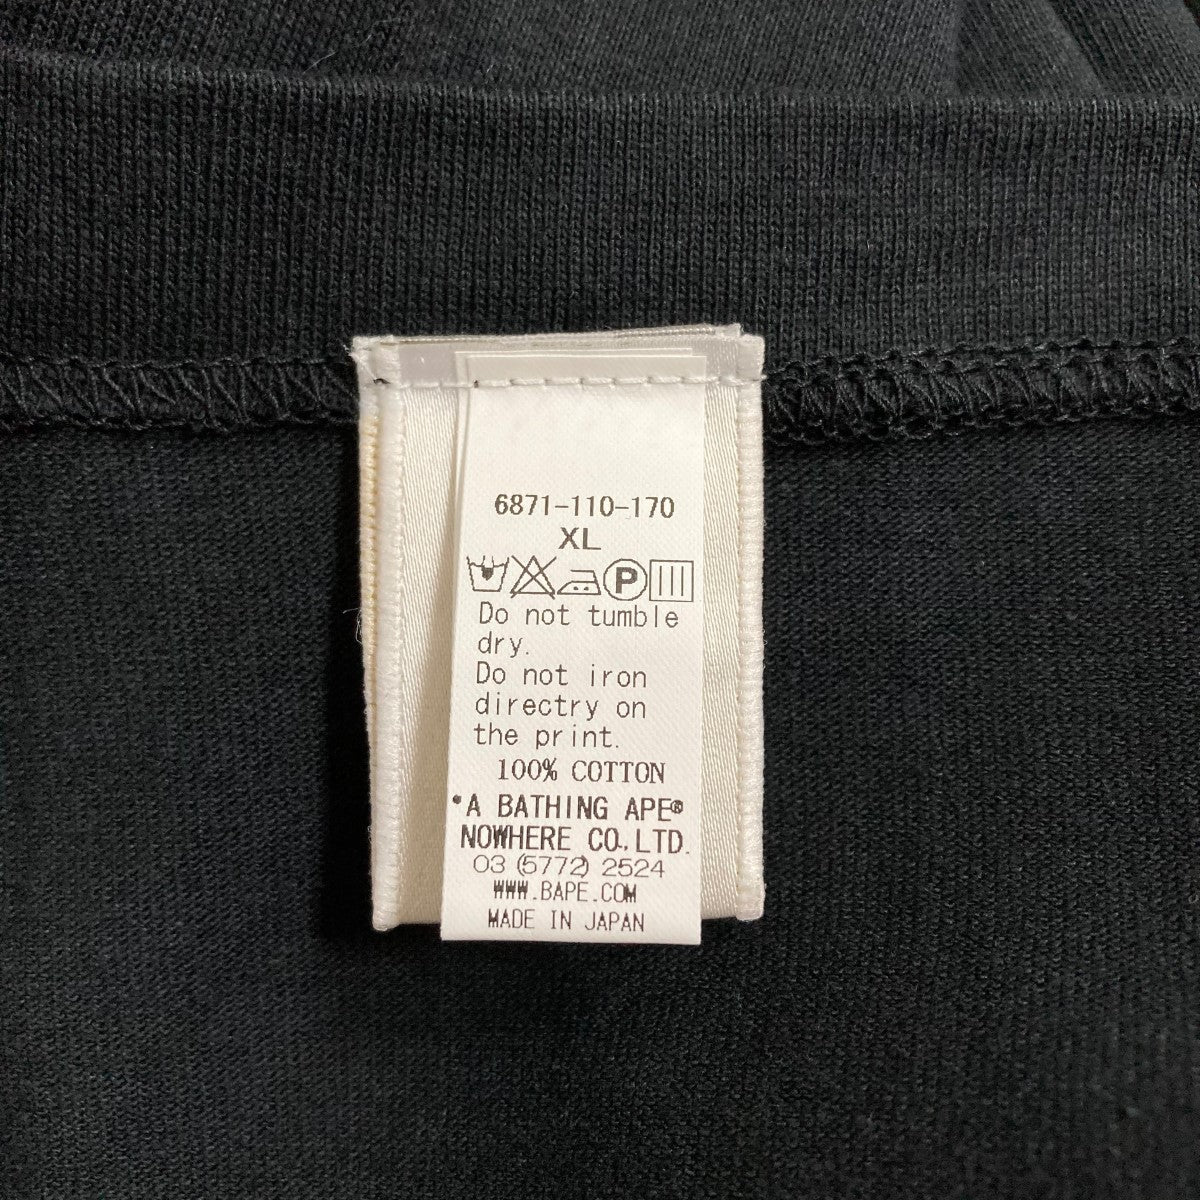 6871-110-170
XL
P
Do not tumble
dry.
Do not iron
directry on
the print.
100% COTTON
*A BATHING APE®
NOWHERE CO., LTD.
03 (5772) 2524
WWW.BAPE.COM
MADE IN JAPAN